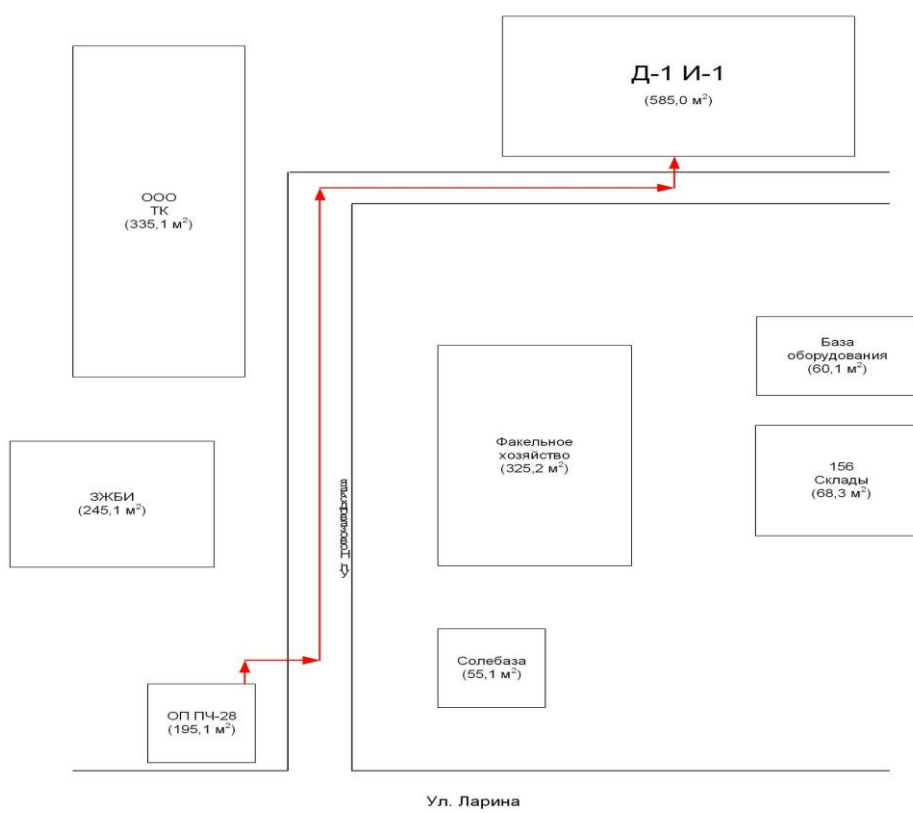 Д-1 И-1
(585,0 м²)
ООО
ТК
(335,1 м²)
База
оборудования
(60,1 м²)
Факельное
хозяйство
(325,2 м²)
156
Склады
(68,3 м²)
ЗЖБИ
(245,1 м²)
Ул. Новозаводская
Солебаза
(55,1 м²)
ОП ПЧ-28
(195,1 м²)
Ул. Ларина